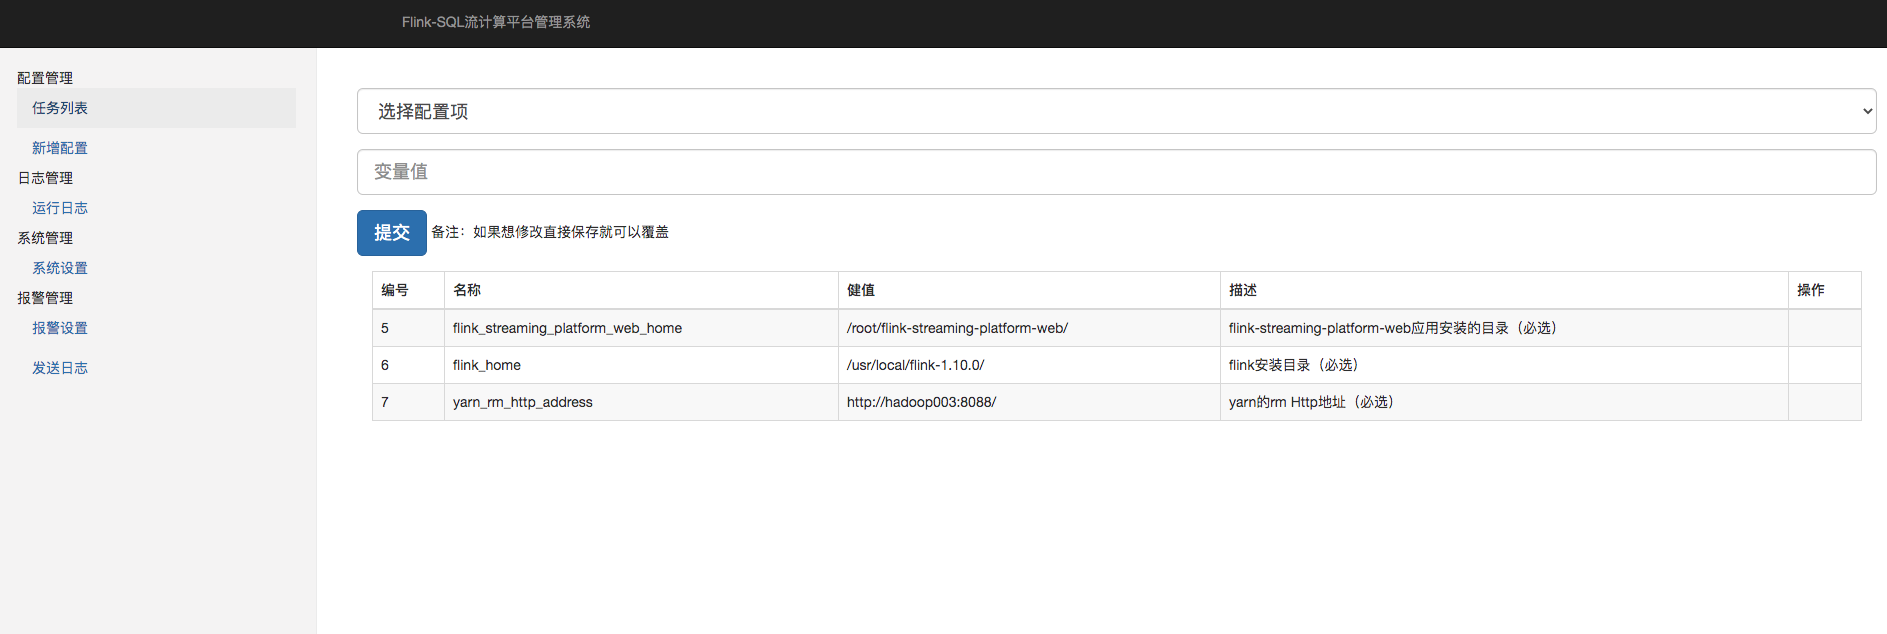 Flink-SQL流计算平台管理系统
配置管理
任务列表
新增配置
日志管理
运行日志
系统管理
系统设置
报警管理
报警设置
发送日志
选择配置项
变量值
提交 备注：如果想修改直接保存就可以覆盖
编号 名称 健值 描述 操作
5 flink_streaming_platform_web_home /root/flink-streaming-platform-web/ flink-streaming-platform-web应用安装的目录（必选）
6 flink_home /usr/local/flink-1.10.0/ flink安装目录（必选）
7 yarn_rm_http_address http://hadoop003:8088/ yarn的rm Http地址（必选）